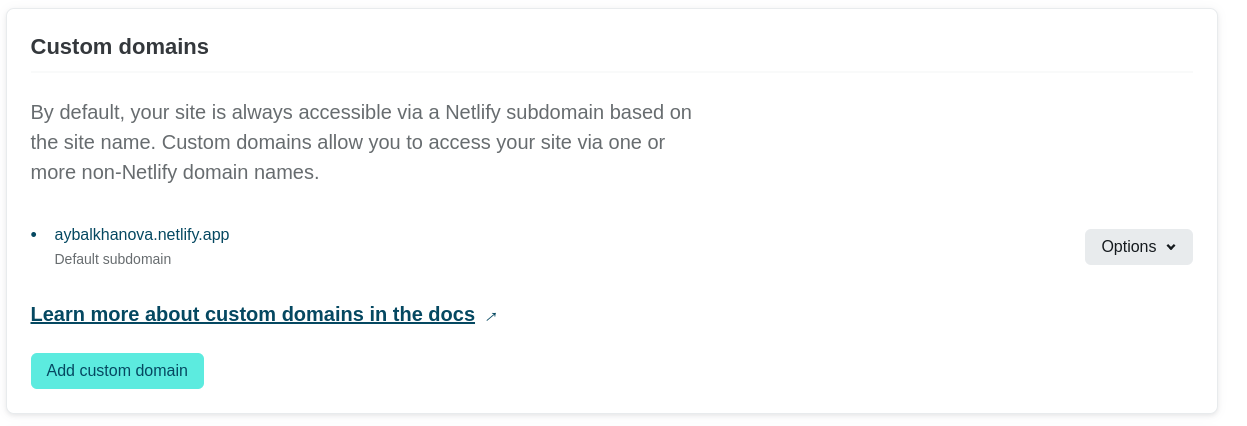 Custom domains
By default, your site is always accessible via a Netlify subdomain based on
the site name. Custom domains allow you to access your site via one or
more non-Netlify domain names.
• aybalkhanova.netlify.app
Options
Default subdomain
Learn more about custom domains in the docs ↗
Add custom domain